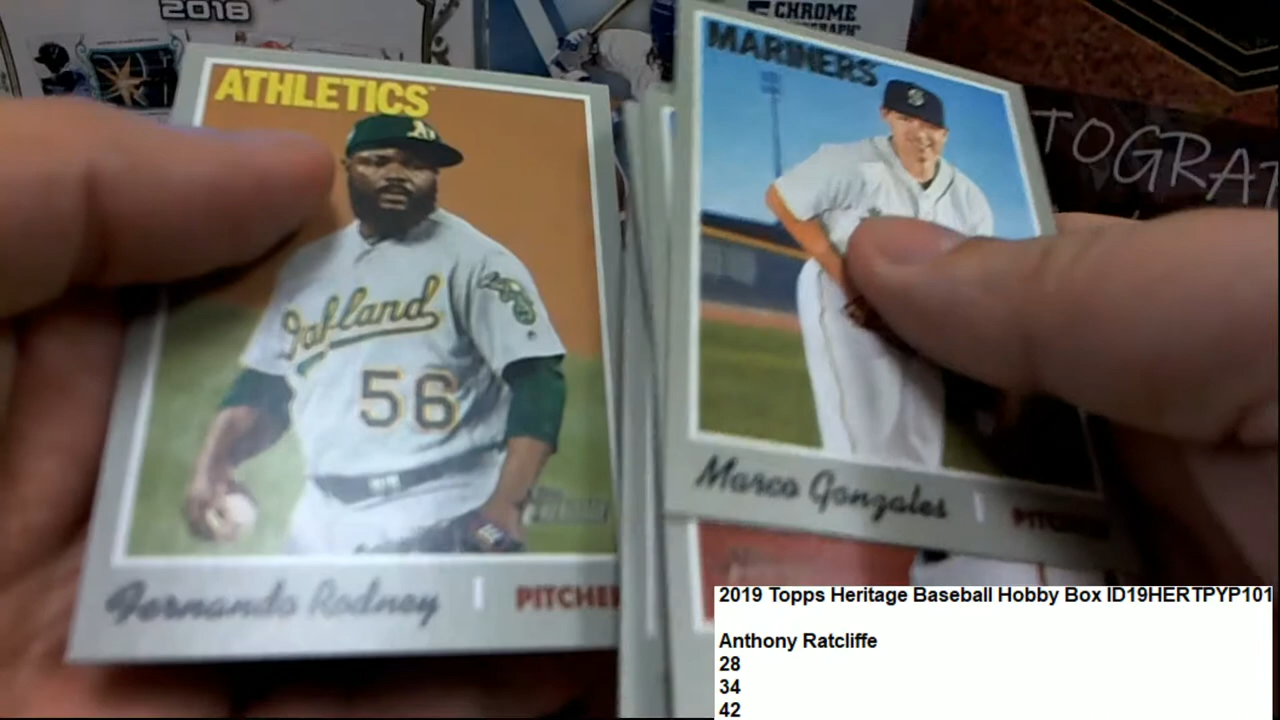 2018
CHROME
ATHLETICS
MARINERS
Oakland
56
Fernando Rodney | PITCHER
Marco Gonzales | PITCHER
2019 Topps Heritage Baseball Hobby Box ID19HERTPYP101
Anthony Ratcliffe
28
34
42